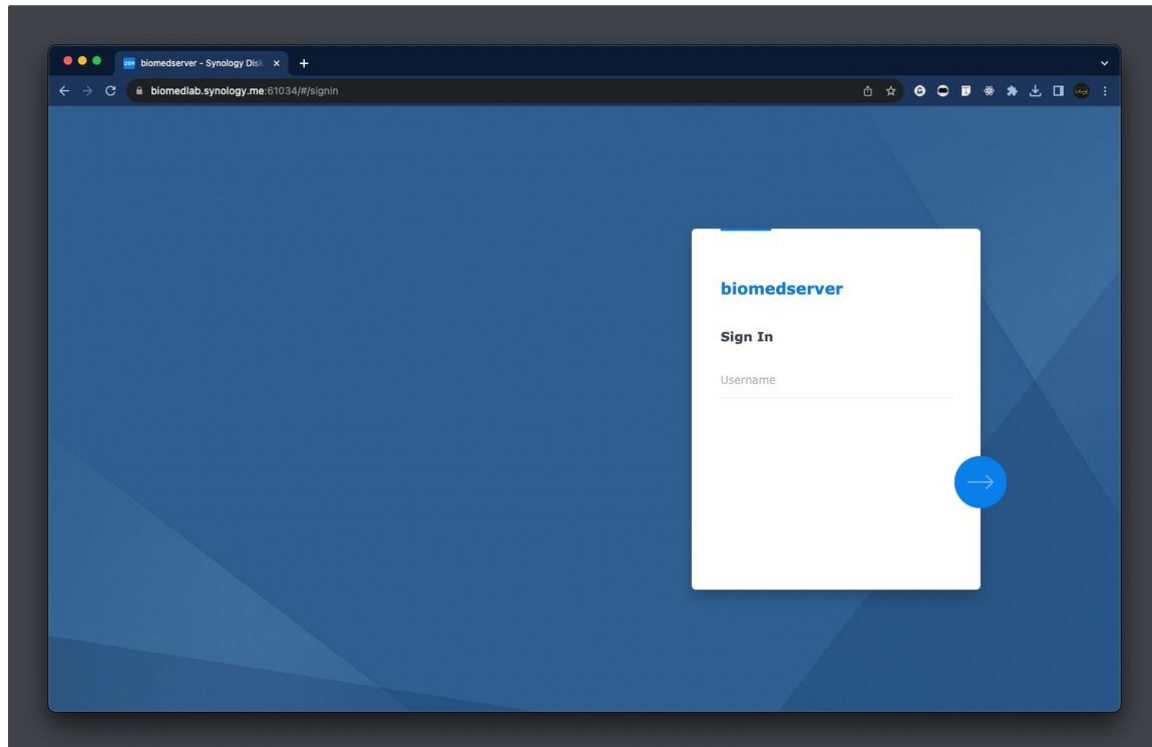 biomedserver - Synology Disk
biomedlab.synology.me:61034/#/signin
biomedserver
Sign In
Username